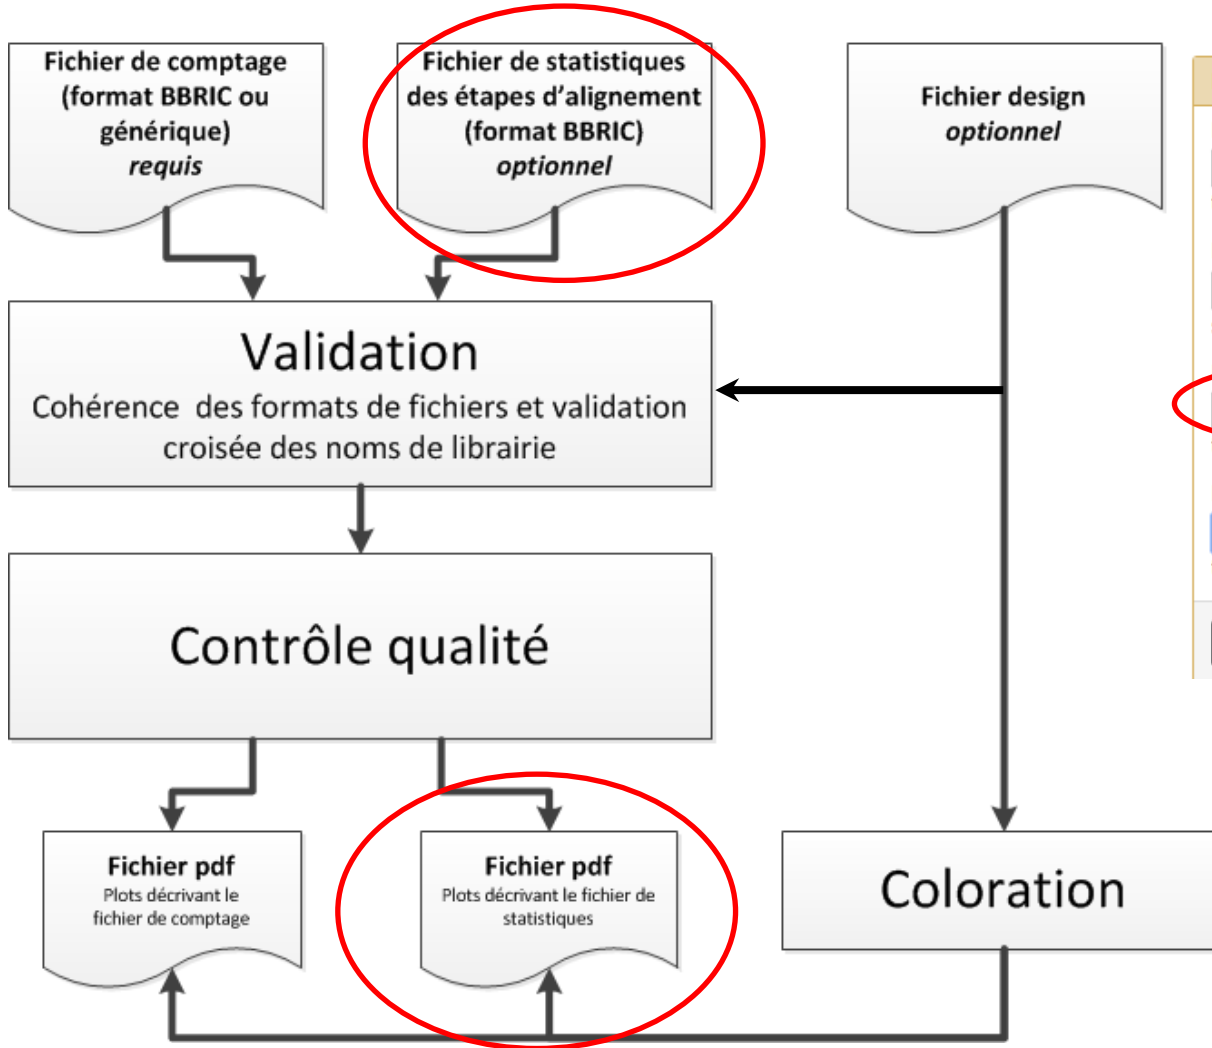 Fichier de comptage
(format BBRIC ou
générique)
requis
Fichier de statistiques
des étapes d'alignement
(format BBRIC)
optionnel
Fichier design
optionnel
Validation
Cohérence des formats de fichiers et validation
croisée des noms de librairie
Contrôle qualité
Fichier pdf
Plots décrivant le
fichier de comptage
Fichier pdf
Plots décrivant le fichier de
statistiques
Coloration